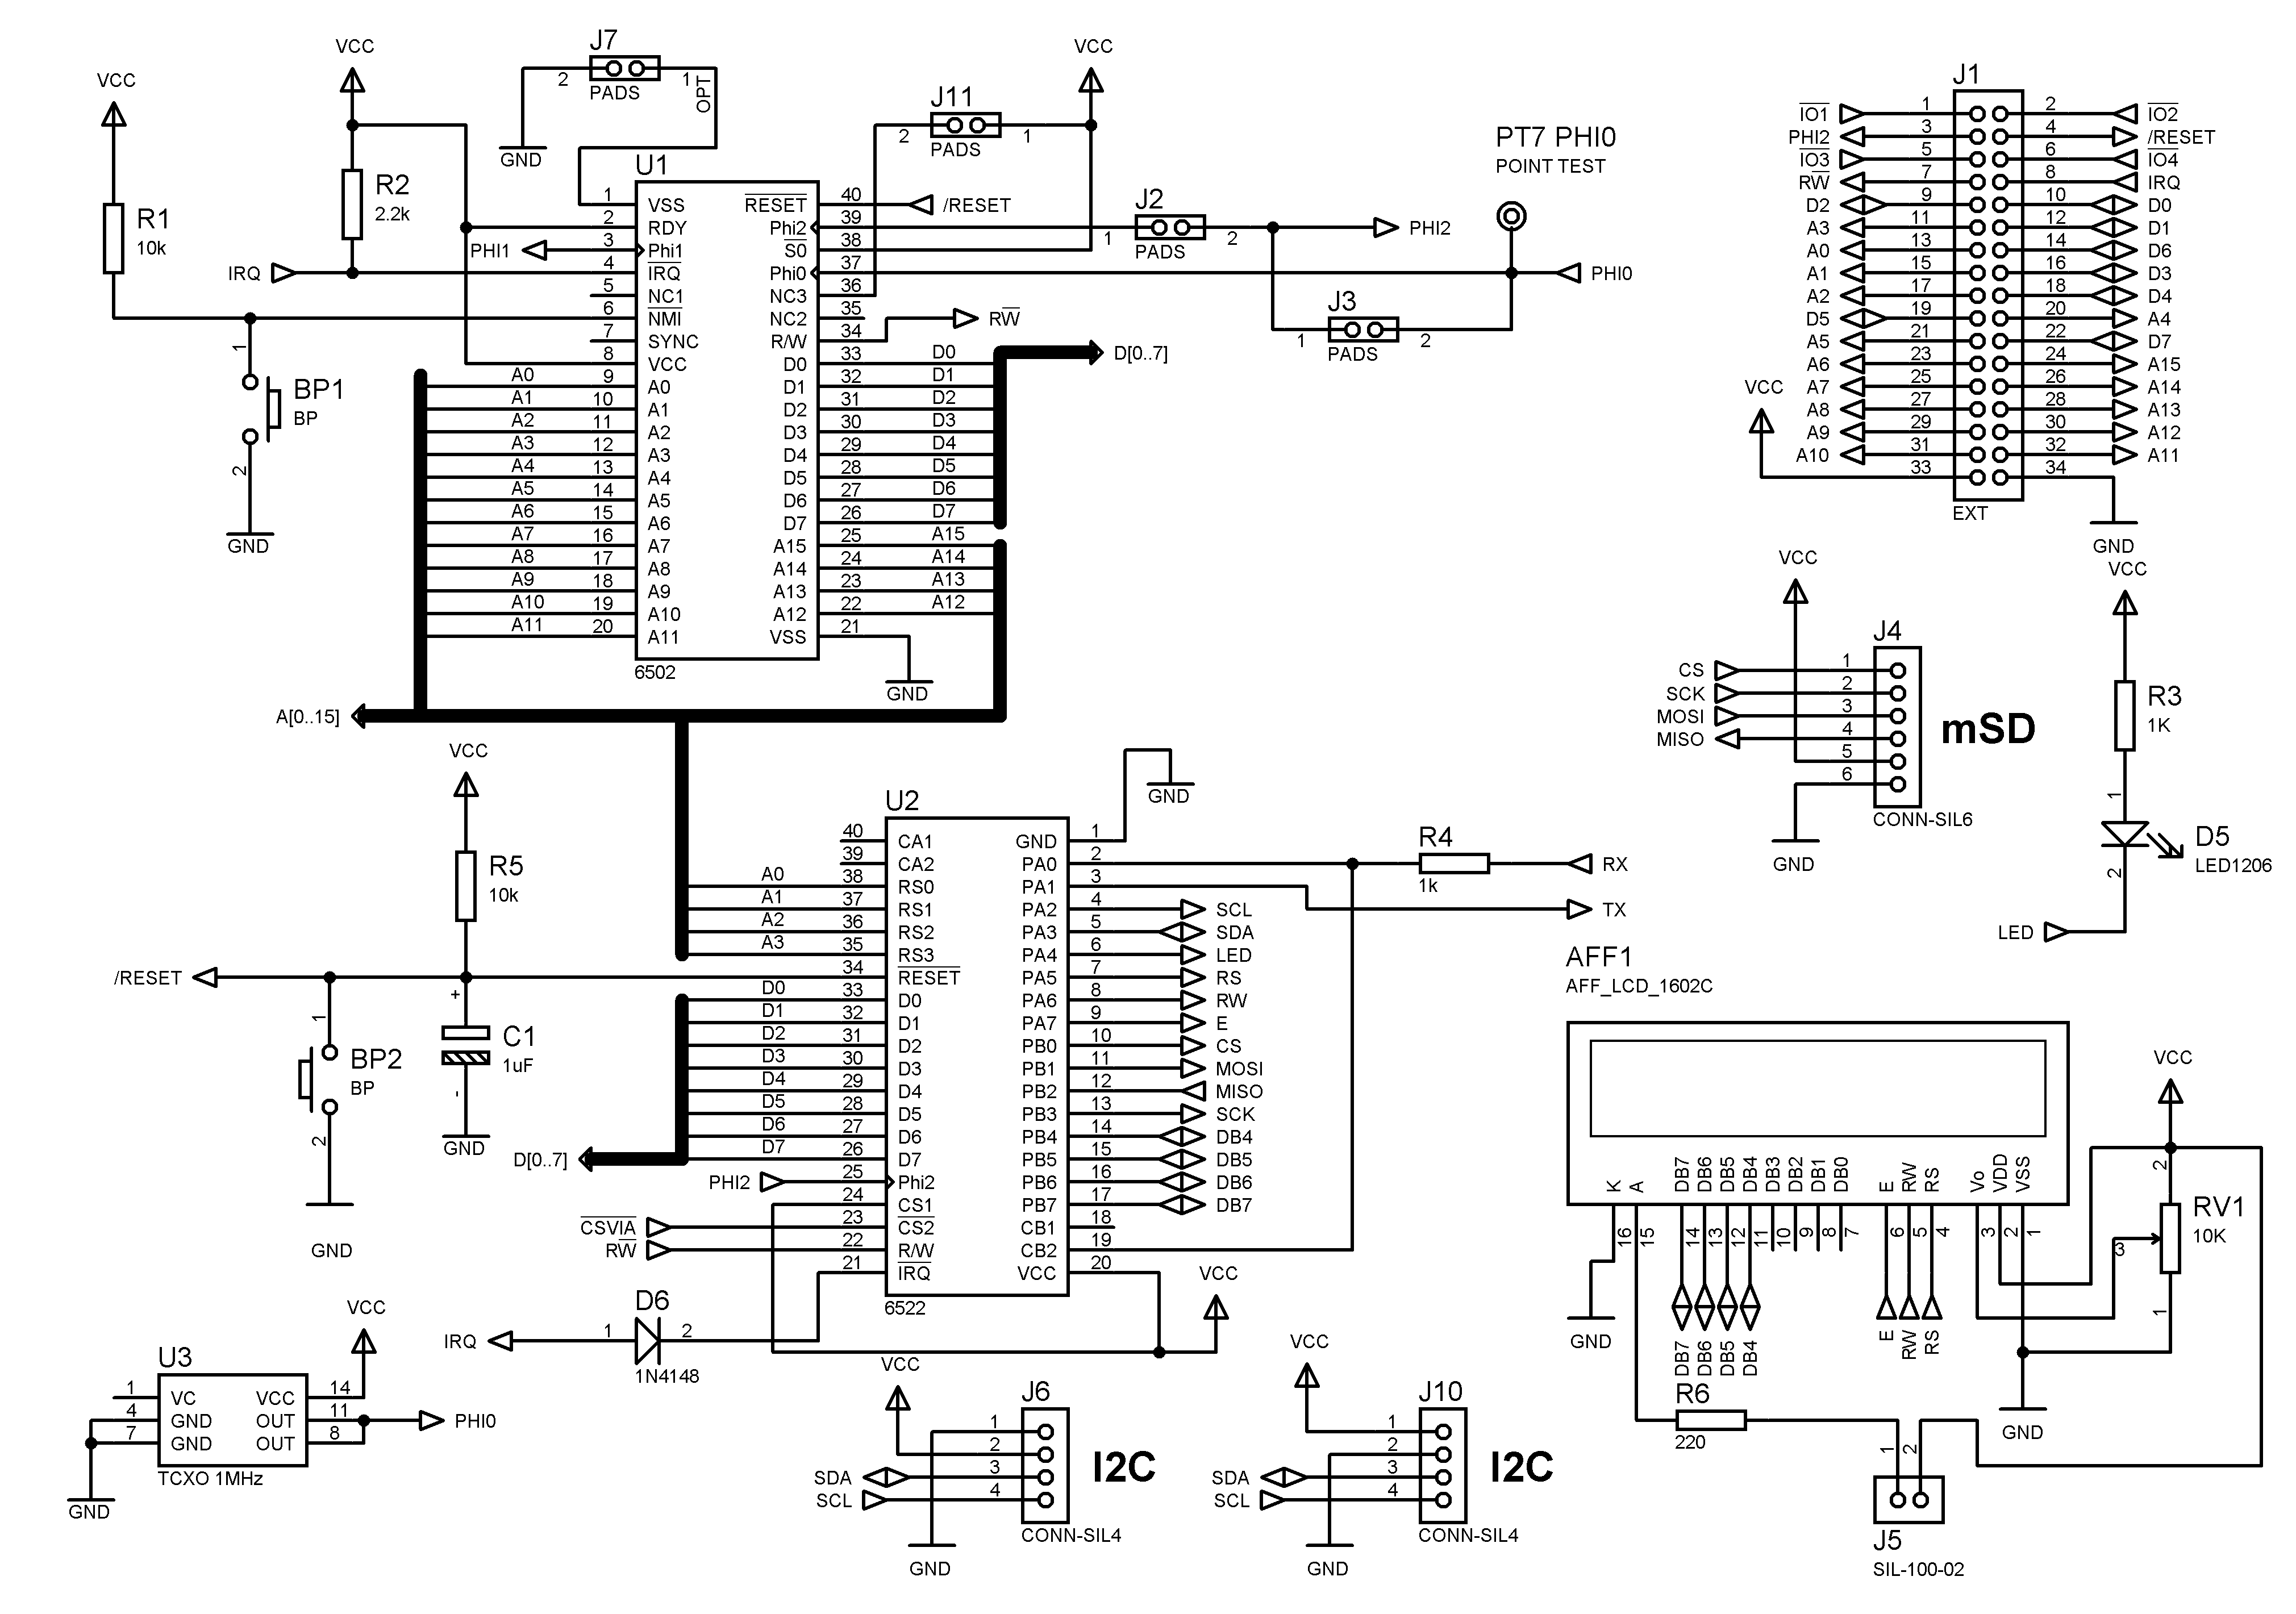 VCC
R1
10k
VCC
R2
2.2k
J7
2
1
PADS
OPT
GND
J11
2
1
PADS
VCC
U1
1 VSS
2 RDY
3 Phi1
4 IRQ
5 NC1
6 NMI
7 SYNC
8 VCC
A0 9 A0
A1 10 A1
A2 11 A2
A3 12 A3
A4 13 A4
A5 14 A5
A6 15 A6
A7 16 A7
A8 17 A8
A9 18 A9
A10 19 A10
A11 20 A11
RESET 40 /RESET
Phi2 39
S0 38
Phi0 37
NC3 36
NC2 35
R/W 34 RW
D0 33 D0
D1 32 D1
D2 31 D2
D3 30 D3
D4 29 D4
D5 28 D5
D6 27 D6
D7 26 D7
A15 25 A15
A14 24 A14
A13 23 A13
A12 22 A12
VSS 21
6502
GND
PHI1
IRQ
1
BP1
BP
2
GND
D[0..7]
A[0..15]
J2
1
2
PADS
PHI2
J3
1
2
PADS
PT7 PHI0
POINT TEST
PHI0
J1
IO1 1 2 IO2
PHI2 3 4 /RESET
IO3 5 6 IO4
RW 7 8 IRQ
D2 9 10 D0
A3 11 12 D1
A0 13 14 D6
A1 15 16 D3
A2 17 18 D4
D5 19 20 A4
A5 21 22 D7
A6 23 24 A15
A7 25 26 A14
A8 27 28 A13
A9 29 30 A12
A10 31 32 A11
33 34
VCC
EXT
GND
VCC
J4
CS 1
SCK 2
MOSI 3
MISO 4
5
6
mSD
CONN-SIL6
GND
VCC
R3
1K
1
D5
LED1206
2
LED
VCC
R5
10k
/RESET
1
BP2
BP
2
GND
+
C1
1uF
-
GND
U2
40 CA1
39 CA2
A0 38 RS0
A1 37 RS1
A2 36 RS2
A3 35 RS3
34 RESET
D0 33 D0
D1 32 D1
D2 31 D2
D3 30 D3
D4 29 D4
D5 28 D5
D6 27 D6
D7 26 D7
PHI2 25 Phi2
24 CS1
CSVIA 23 CS2
RW 22 R/W
21 IRQ
D[0..7]
GND 1
PA0 2
PA1 3
PA2 4 SCL
PA3 5 SDA
PA4 6 LED
PA5 7 RS
PA6 8 RW
PA7 9 E
PB0 10 CS
PB1 11 MOSI
PB2 12 MISO
PB3 13 SCK
PB4 14 DB4
PB5 15 DB5
PB6 16 DB6
PB7 17 DB7
CB1 18
CB2 19
VCC 20
6522
GND
R4
1k
RX
TX
VCC
IRQ
1
D6
2
1N4148
AFF1
AFF_LCD_1602C
K A DB7 DB6 DB5 DB4 DB3 DB2 DB1 DB0 E RW RS Vo VDD VSS
16 15 14 13 12 11 10 9 8 7 6 5 4 3 2 1
DB7 DB6 DB5 DB4 E RW RS
GND
VCC
2
RV1
10K
3
1
GND
R6
220
1 2
J5
SIL-100-02
U3
VCC
1 VC VCC 14
4 GND OUT 11
7 GND OUT 8
PHI0
TCXO 1MHz
GND
VCC
J6
1
2
SDA 3
SCL 4
I2C
CONN-SIL4
GND
VCC
J10
1
2
SDA 3
SCL 4
I2C
CONN-SIL4
GND